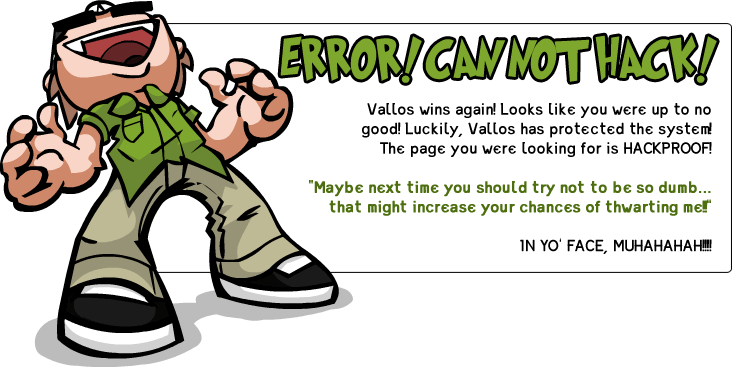 ERROR! CAN NOT HACK!
Vallos wins again! Looks like you were up to no
good! Luckily, Vallos has protected the system!
The page you were looking for is HACKPROOF!
"Maybe next time you should try not to be so dumb...
that might increase your chances of thwarting me!!"
IN YO' FACE, MUHAHAHAH!!!!